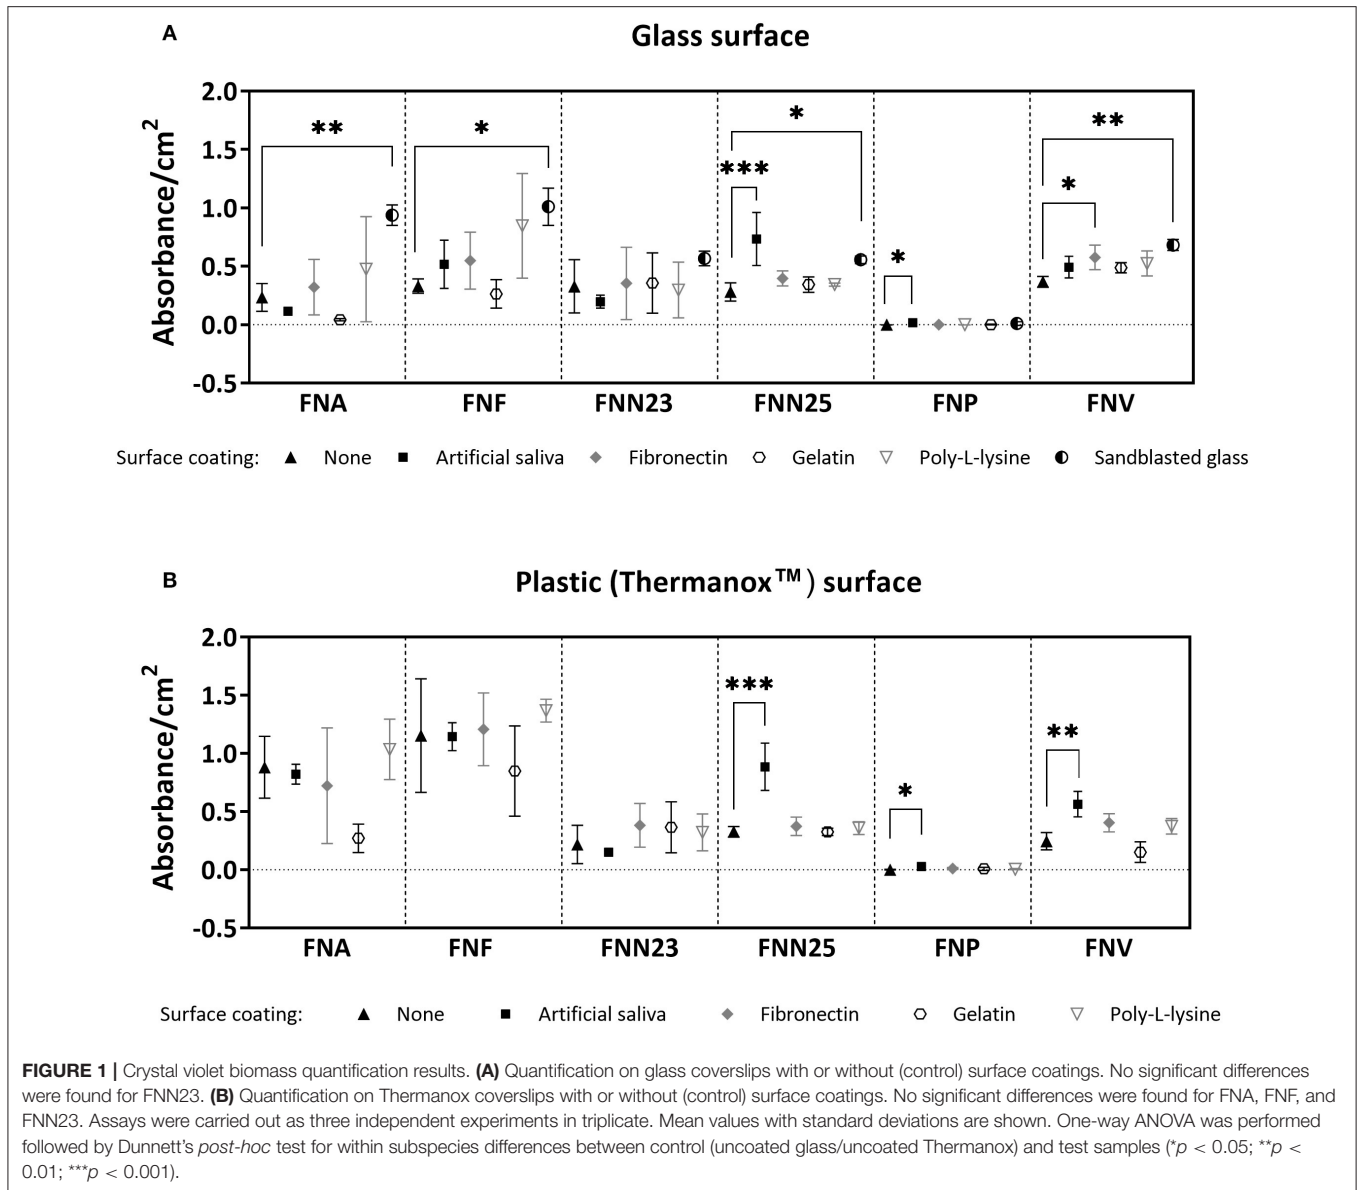 A
Glass surface
Absorbance/cm2
2.0
1.5
1.0
0.5
0.0
-0.5
** * *** * * * **
FNA FNF FNN23 FNN25 FNP FNV
Surface coating: None Artificial saliva Fibronectin Gelatin Poly-L-lysine Sandblasted glass
B
Plastic (Thermanox™) surface
Absorbance/cm2
2.0
1.5
1.0
0.5
0.0
-0.5
*** * **
FNA FNF FNN23 FNN25 FNP FNV
Surface coating: None Artificial saliva Fibronectin Gelatin Poly-L-lysine
FIGURE 1 | Crystal violet biomass quantification results. (A) Quantification on glass coverslips with or without (control) surface coatings. No significant differences
were found for FNN23. (B) Quantification on Thermanox coverslips with or without (control) surface coatings. No significant differences were found for FNA, FNF, and
FNN23. Assays were carried out as three independent experiments in triplicate. Mean values with standard deviations are shown. One-way ANOVA was performed
followed by Dunnett's post-hoc test for within subspecies differences between control (uncoated glass/uncoated Thermanox) and test samples (*p < 0.05; **p <
0.01; ***p < 0.001).